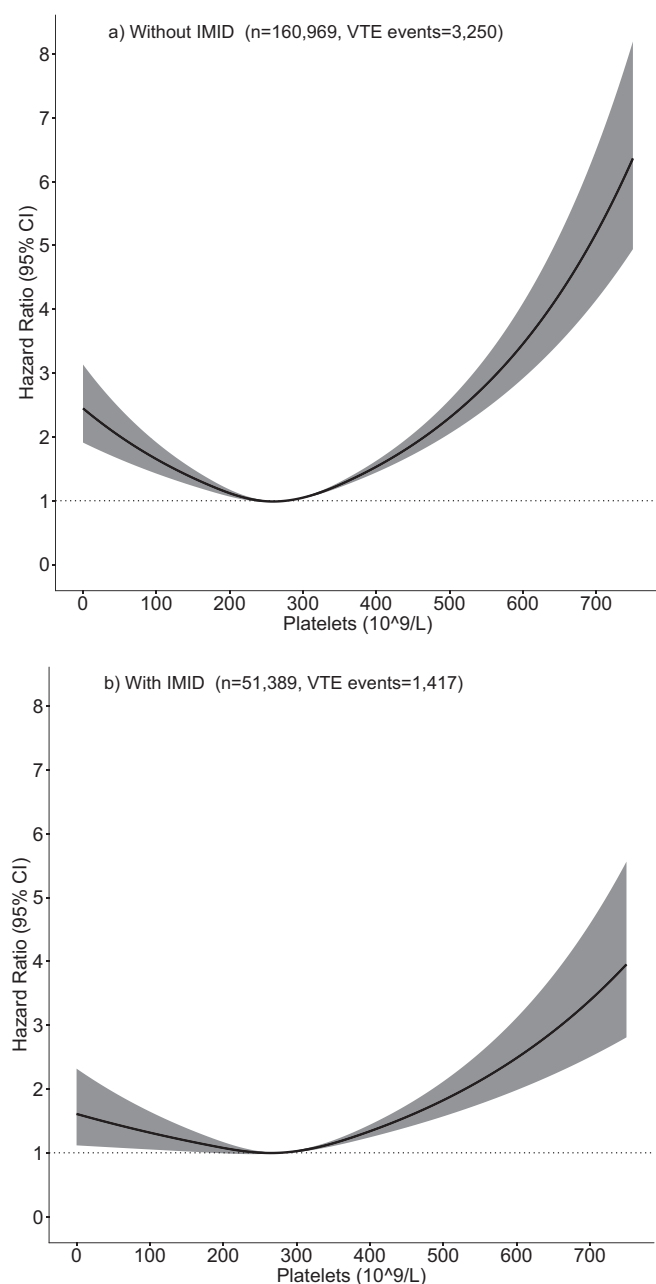 a) Without IMID (n=160,969, VTE events=3,250)
8
7
6
5
4
3
2
1
0
Hazard Ratio (95% CI)
0 100 200 300 400 500 600 700
Platelets (10^9/L)
b) With IMID (n=51,389, VTE events=1,417)
8
7
6
5
4
3
2
1
0
Hazard Ratio (95% CI)
0 100 200 300 400 500 600 700
Platelets (10^9/L)